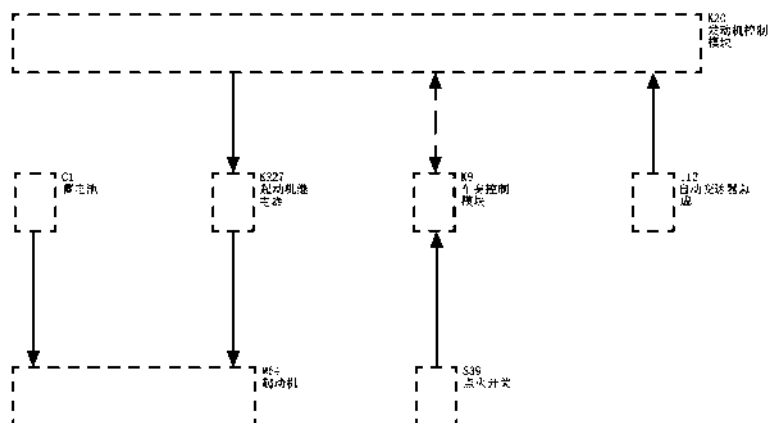 K20
发动机控制
模块
C1
蓄电池
起动机继
电器
K9
车身控制
模块
自动变速器总
成
M64
起动机
S39
点火开关